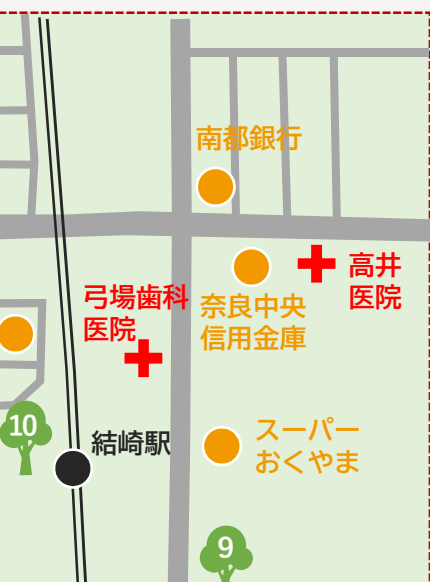 南都銀行
高井
医院
弓場歯科
医院
奈良中央
信用金庫
10
結崎駅
スーパー
おくやま
9